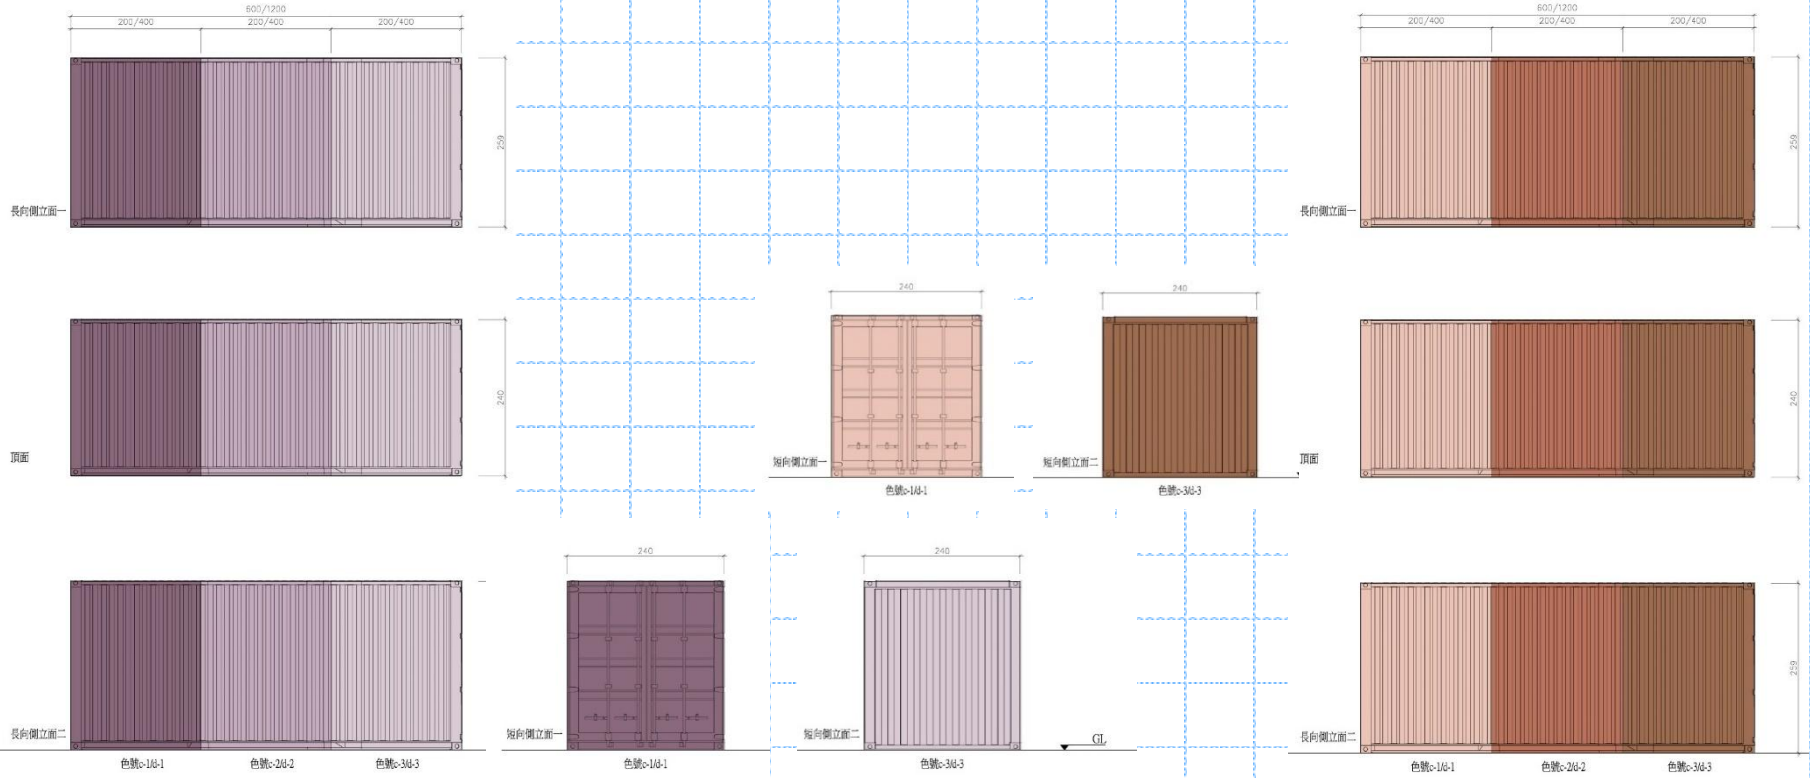 600/1200
200/400
200/400
200/400
259
長向側立面一
600/1200
200/400
200/400
200/400
259
長向側立面一
240
頂面
240
短向側立面一
色號c-1/d-1
240
短向側立面二
色號c-3/d-3
頂面
240
長向側立面二
色號c-1/d-1
色號c-2/d-2
色號c-3/d-3
240
短向側立面一
色號c-1/d-1
240
短向側立面二
色號c-3/d-3
GL
259
長向側立面二
色號c-1/d-1
色號c-2/d-2
色號c-3/d-3